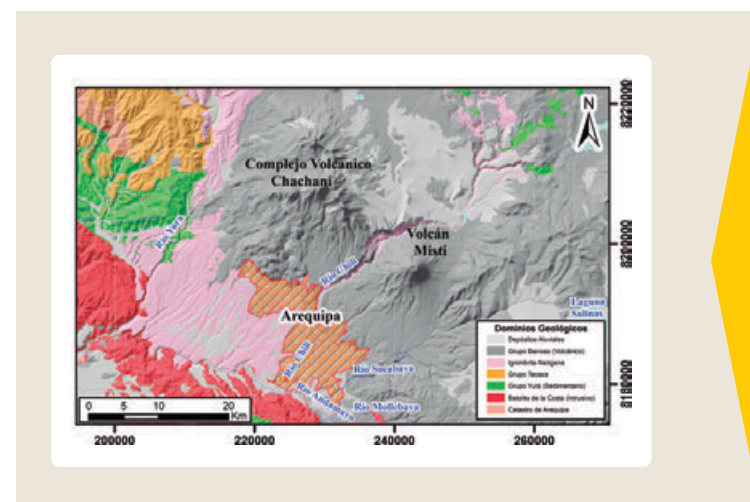 N
8220000
Complejo Volcánico
Chachani
Río Yura
Volcán
Misti
8200000
Río Chili
Laguna
Salinas
Arequipa
Río Chili
Río Socabaya
Río Andamayo
Río Mollebaya
8180000
Dominios Geológicos
Depósitos Aluviales
Grupo Barroso (Volcánico)
Ignimbrita
Grupo Tacaza
Grupo Yura (Sedimentario)
Batolito de la Costa (Intrusivo)
Catastro de Arequipa
0 5 10 20
Km
200000 220000 240000 260000